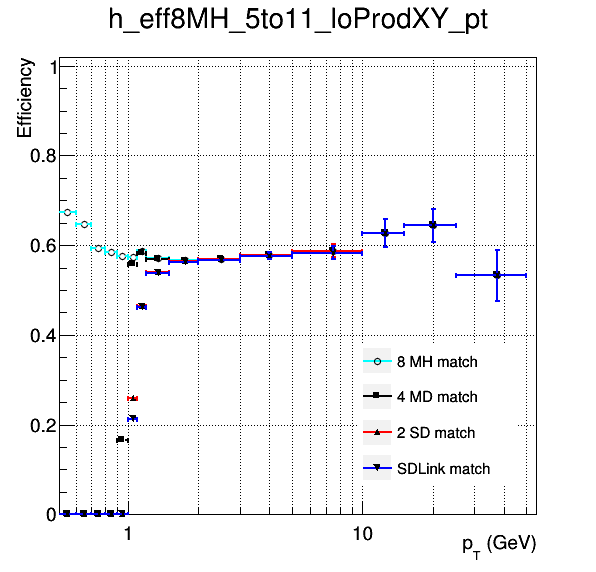 h_eff8MH_5to11_loProdXY_pt
Efficiency
1
0.8
0.6
0.4
0.2
0
8 MH match
4 MD match
2 SD match
SDLink match
1
10
pT (GeV)